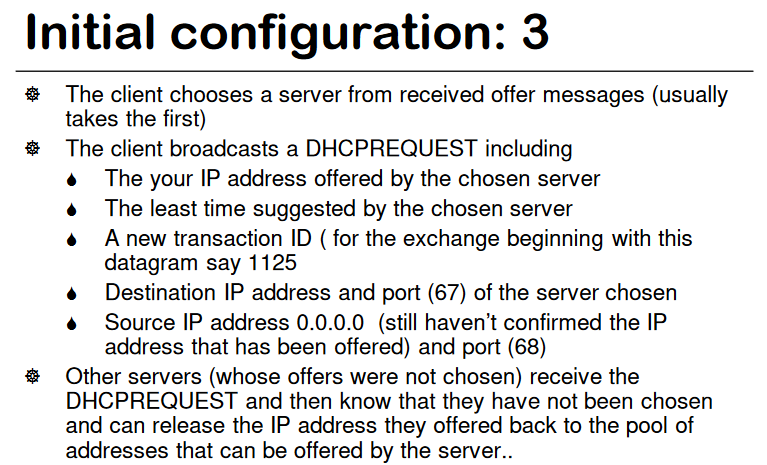 Initial configuration: 3
The client chooses a server from received offer messages (usually
takes the first)
The client broadcasts a DHCPREQUEST including
The your IP address offered by the chosen server
The least time suggested by the chosen server
A new transaction ID ( for the exchange beginning with this
datagram say 1125
Destination IP address and port (67) of the server chosen
Source IP address 0.0.0.0  (still haven’t confirmed the IP
address that has been offered) and port (68)
Other servers (whose offers were not chosen) receive the
DHCPREQUEST and then know that they have not been chosen
and can release the IP address they offered back to the pool of
addresses that can be offered by the server..